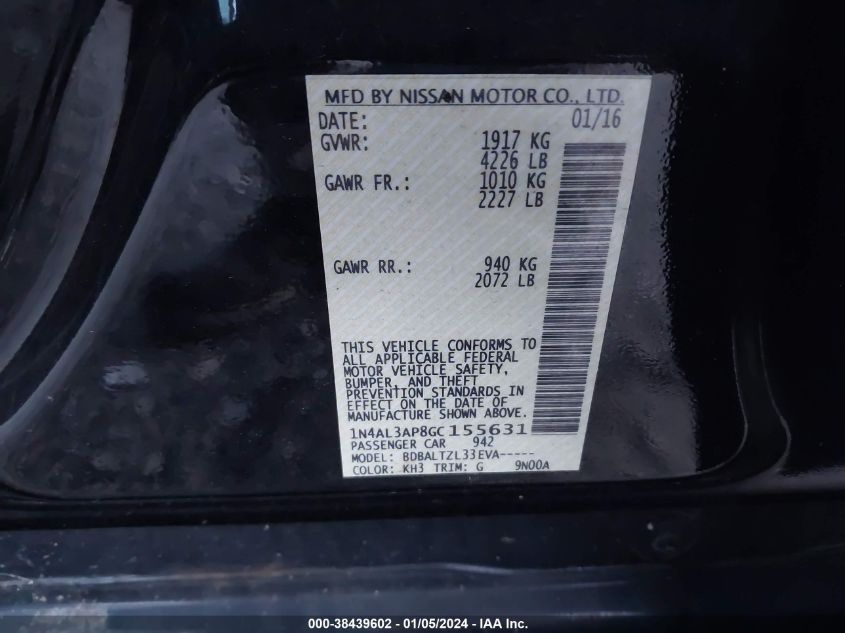 MFD BY NISSAN MOTOR CO., LTD.
DATE: 01/16
GVWR: 1917 KG
4226 LB
GAWR FR.: 1010 KG
2227 LB
GAWR RR.: 940 KG
2072 LB
THIS VEHICLE CONFORMS TO
ALL APPLICABLE FEDERAL
MOTOR VEHICLE SAFETY,
BUMPER, AND THEFT
PREVENTION STANDARDS IN
EFFECT ON THE DATE OF
MANUFACTURE SHOWN ABOVE.
1N4AL3AP8GC155631
PASSENGER CAR 942
MODEL: BDBALTZL33EVA-----
COLOR: KH3 TRIM: G 9N00A
000-38439602 - 01/05/2024 - IAA Inc.